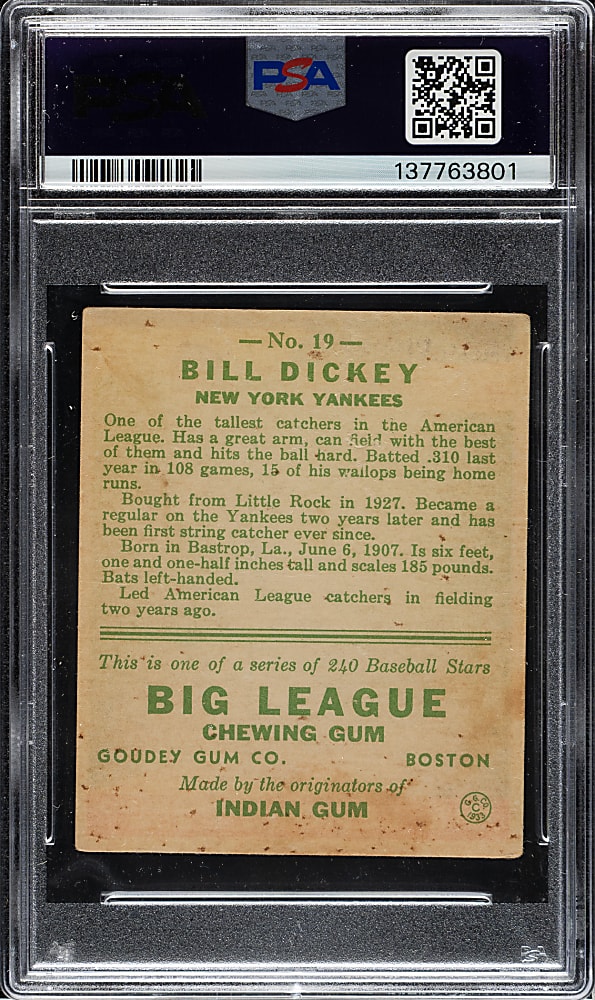 PSA
137763801
— No. 19 —
BILL DICKEY
NEW YORK YANKEES
One of the tallest catchers in the American
League. Has a great arm, can field with the best
of them and hits the ball hard. Batted .310 last
year in 108 games, 15 of his wallops being home
runs.
Bought from Little Rock in 1927. Became a
regular on the Yankees two years later and has
been first string catcher ever since.
Born in Bastrop, La., June 6, 1907. Is six feet,
one and one-half inches tall and scales 185 pounds.
Bats left-handed.
Led American League catchers in fielding
two years ago.
This is one of a series of 240 Baseball Stars
BIG LEAGUE
CHEWING GUM
GOUDEY GUM CO. BOSTON
Made by the originators of
INDIAN GUM
G. G. CO.
C
1933